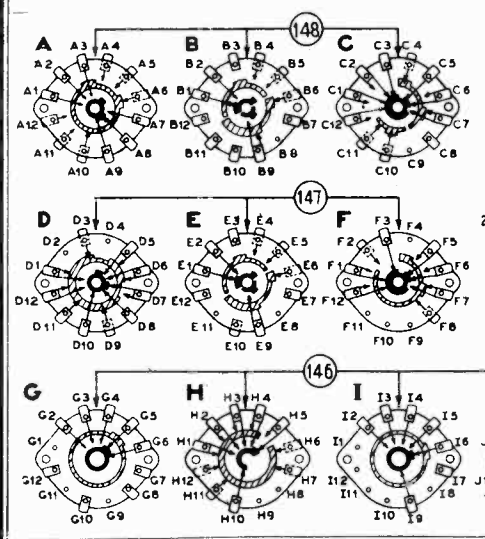 148
A A3 A4 B B3 B4 C C3 C4
A2 A5 B2 B5 C2 C5
A1 A6 B1 B6 C1 C6
A12 A7 B12 B7 C12 C7
A11 A8 B11 B8 C11 C8
A10 A9 B10 B9 C10 C9
147
D D3 D4 E E3 E4 F F3 F4
D2 D5 E2 E5 F2 F5
D1 D6 E1 E6 F1 F6
D12 D7 E12 E7 F12 F7
D11 D8 E11 E8 F11 F8
D10 D9 E10 E9 F10 F9
146
G G3 G4 H H3 H4 I I3 I4
G2 G5 H2 H5 I2 I5
G1 G6 H1 H6 I1 I6
G12 G7 H12 H7 I12 I7
G11 G8 H11 H8 I11 I8
G10 G9 H10 H9 I9